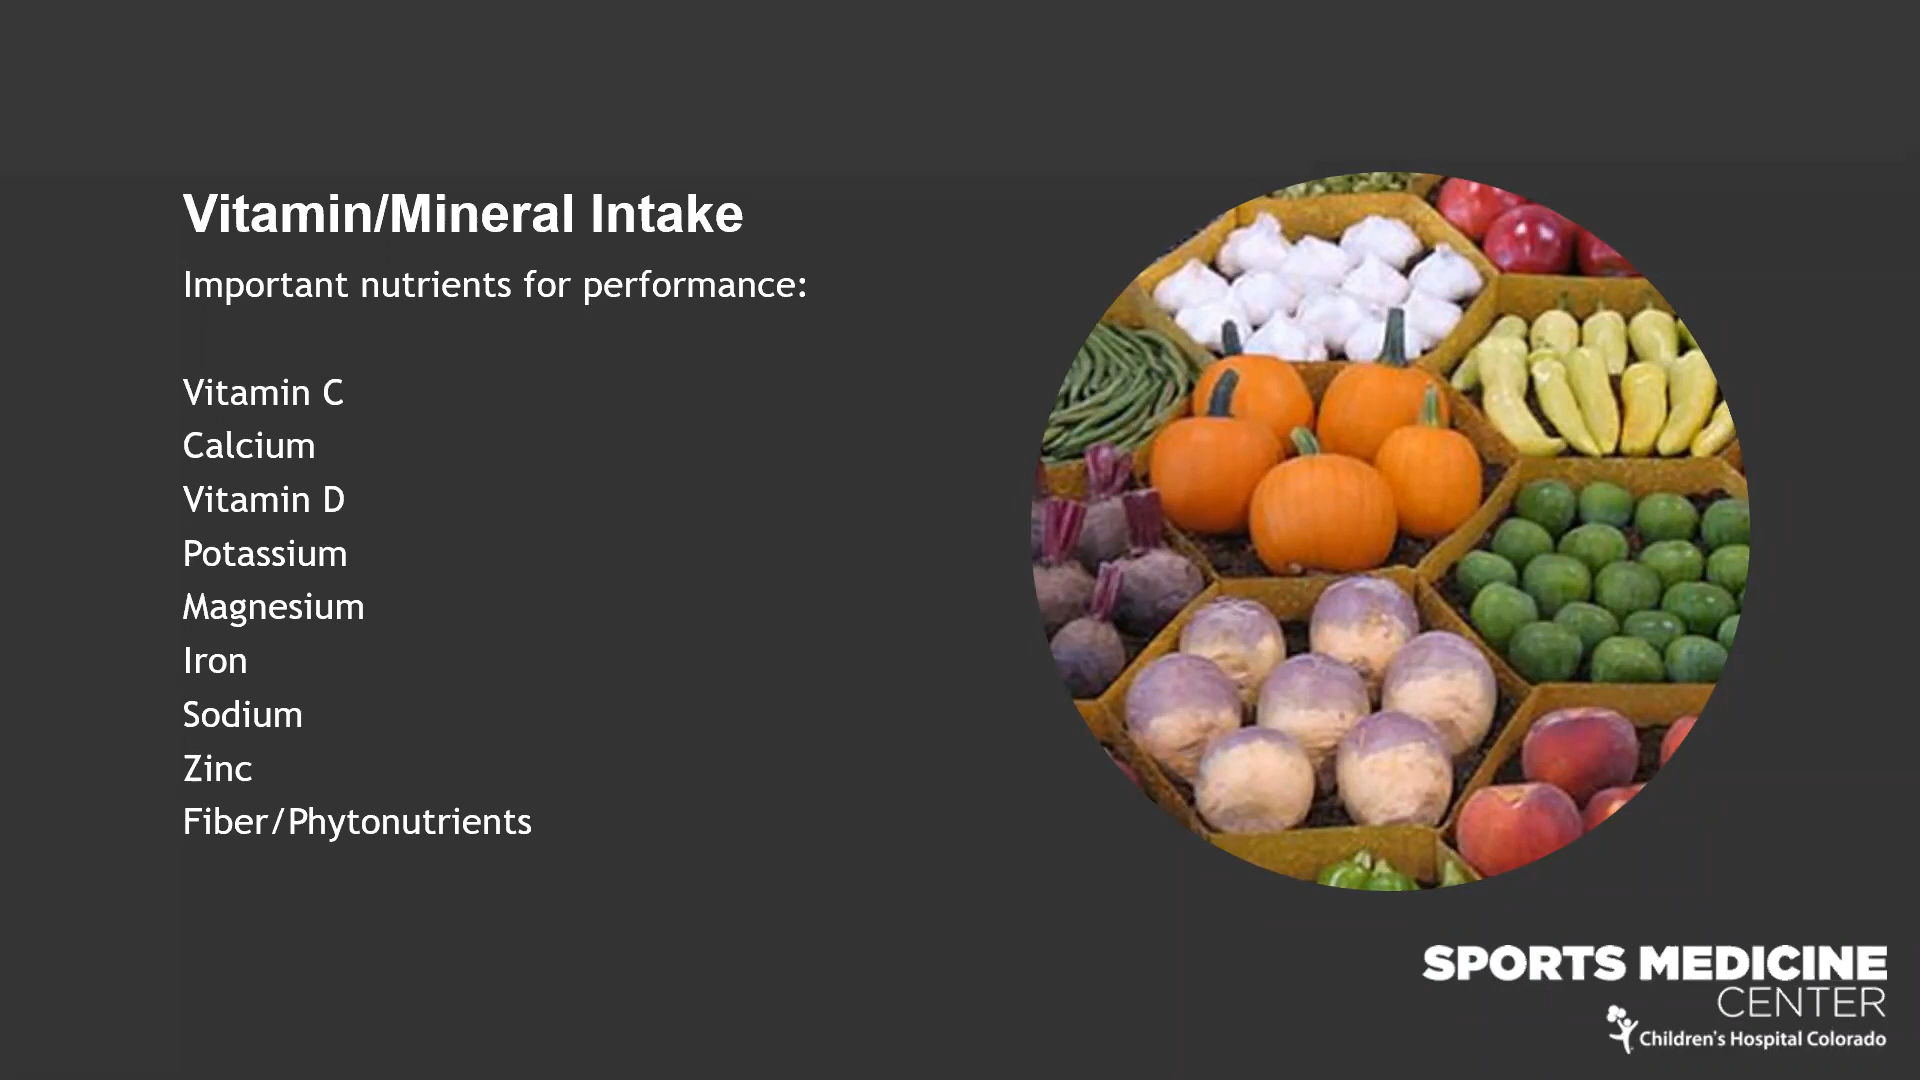 Vitamin/Mineral Intake
Important nutrients for performance:
Vitamin C
Calcium
Vitamin D
Potassium
Magnesium
Iron
Sodium
Zinc
Fiber/Phytonutrients
SPORTS MEDICINE
CENTER
Children's Hospital Colorado